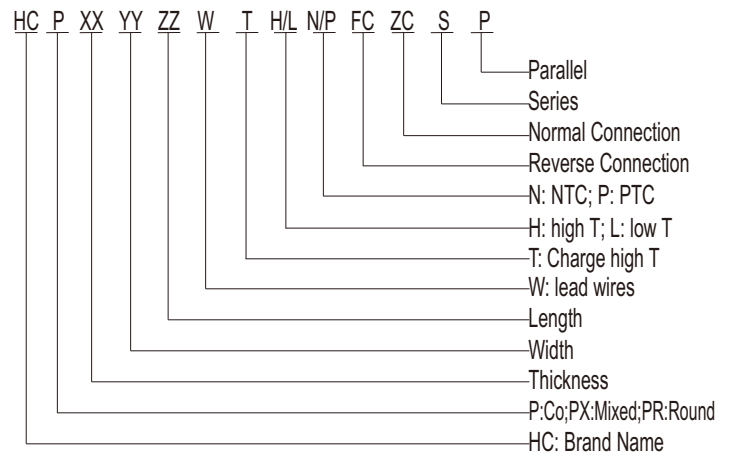 HC P XX YY ZZ W T H/L N/P FC ZC S P
Parallel
Series
Normal Connection
Reverse Connection
N: NTC; P: PTC
H: high T; L: low T
T: Charge high T
W: lead wires
Length
Width
Thickness
P:Co;PX:Mixed;PR:Round
HC: Brand Name